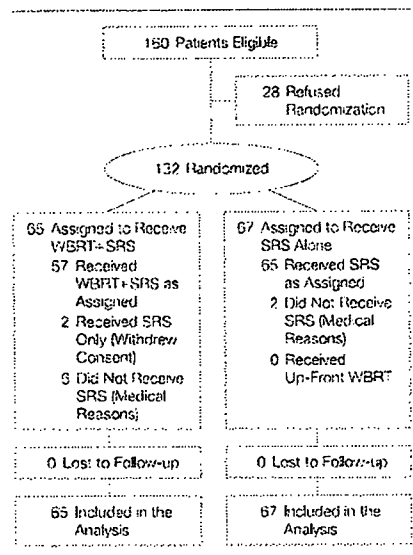 160 Patients Eligible
28 Refused
Randomization
132 Randomized
65 Assigned to Receive
WBRT+SRS
57 Received
WBRT+SRS as
Assigned
2 Received SRS
Only (Withdrew
Consent)
6 Did Not Receive
SRS (Medical
Reasons)
67 Assigned to Receive
SRS Alone
65 Received SRS
as Assigned
2 Did Not Receive
SRS (Medical
Reasons)
0 Received
Up-Front WBRT
0 Lost to Follow-up
0 Lost to Follow-up
65 Included in the
Analysis
67 Included in the
Analysis